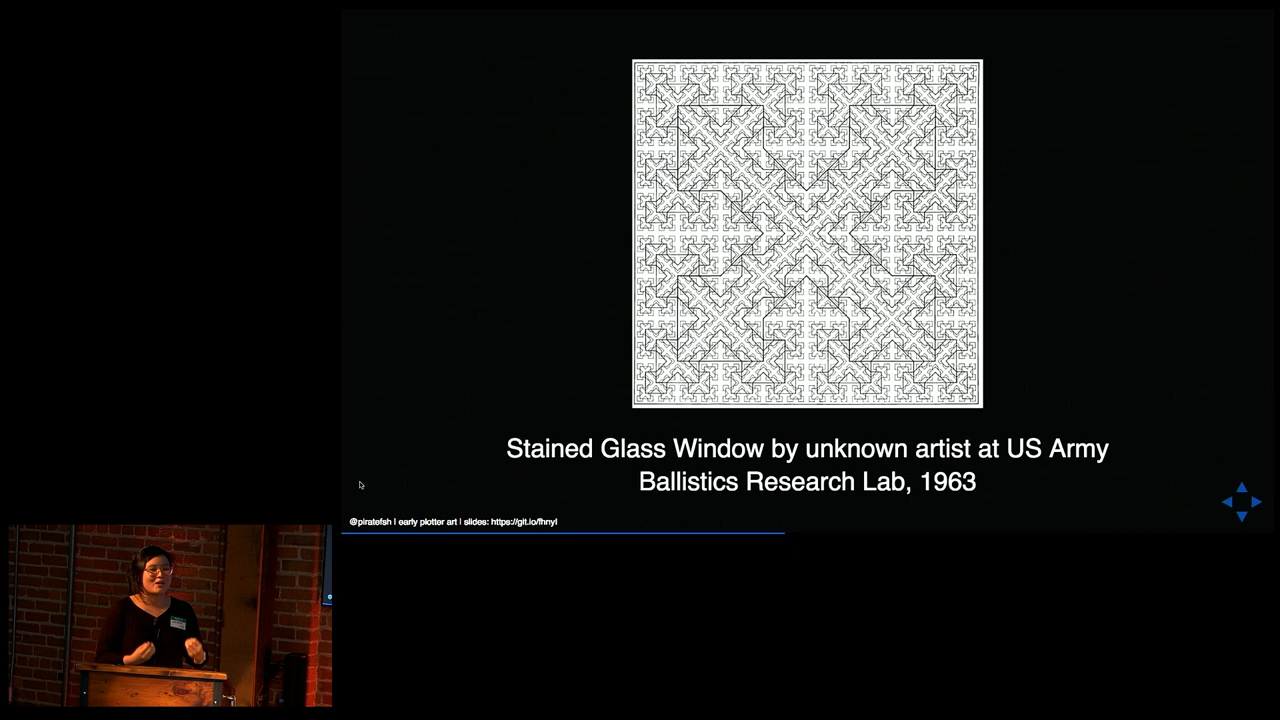 Stained Glass Window by unknown artist at US Army
Ballistics Research Lab, 1963
@piratefsh | early plotter art | slides: https://git.io/fhnyI